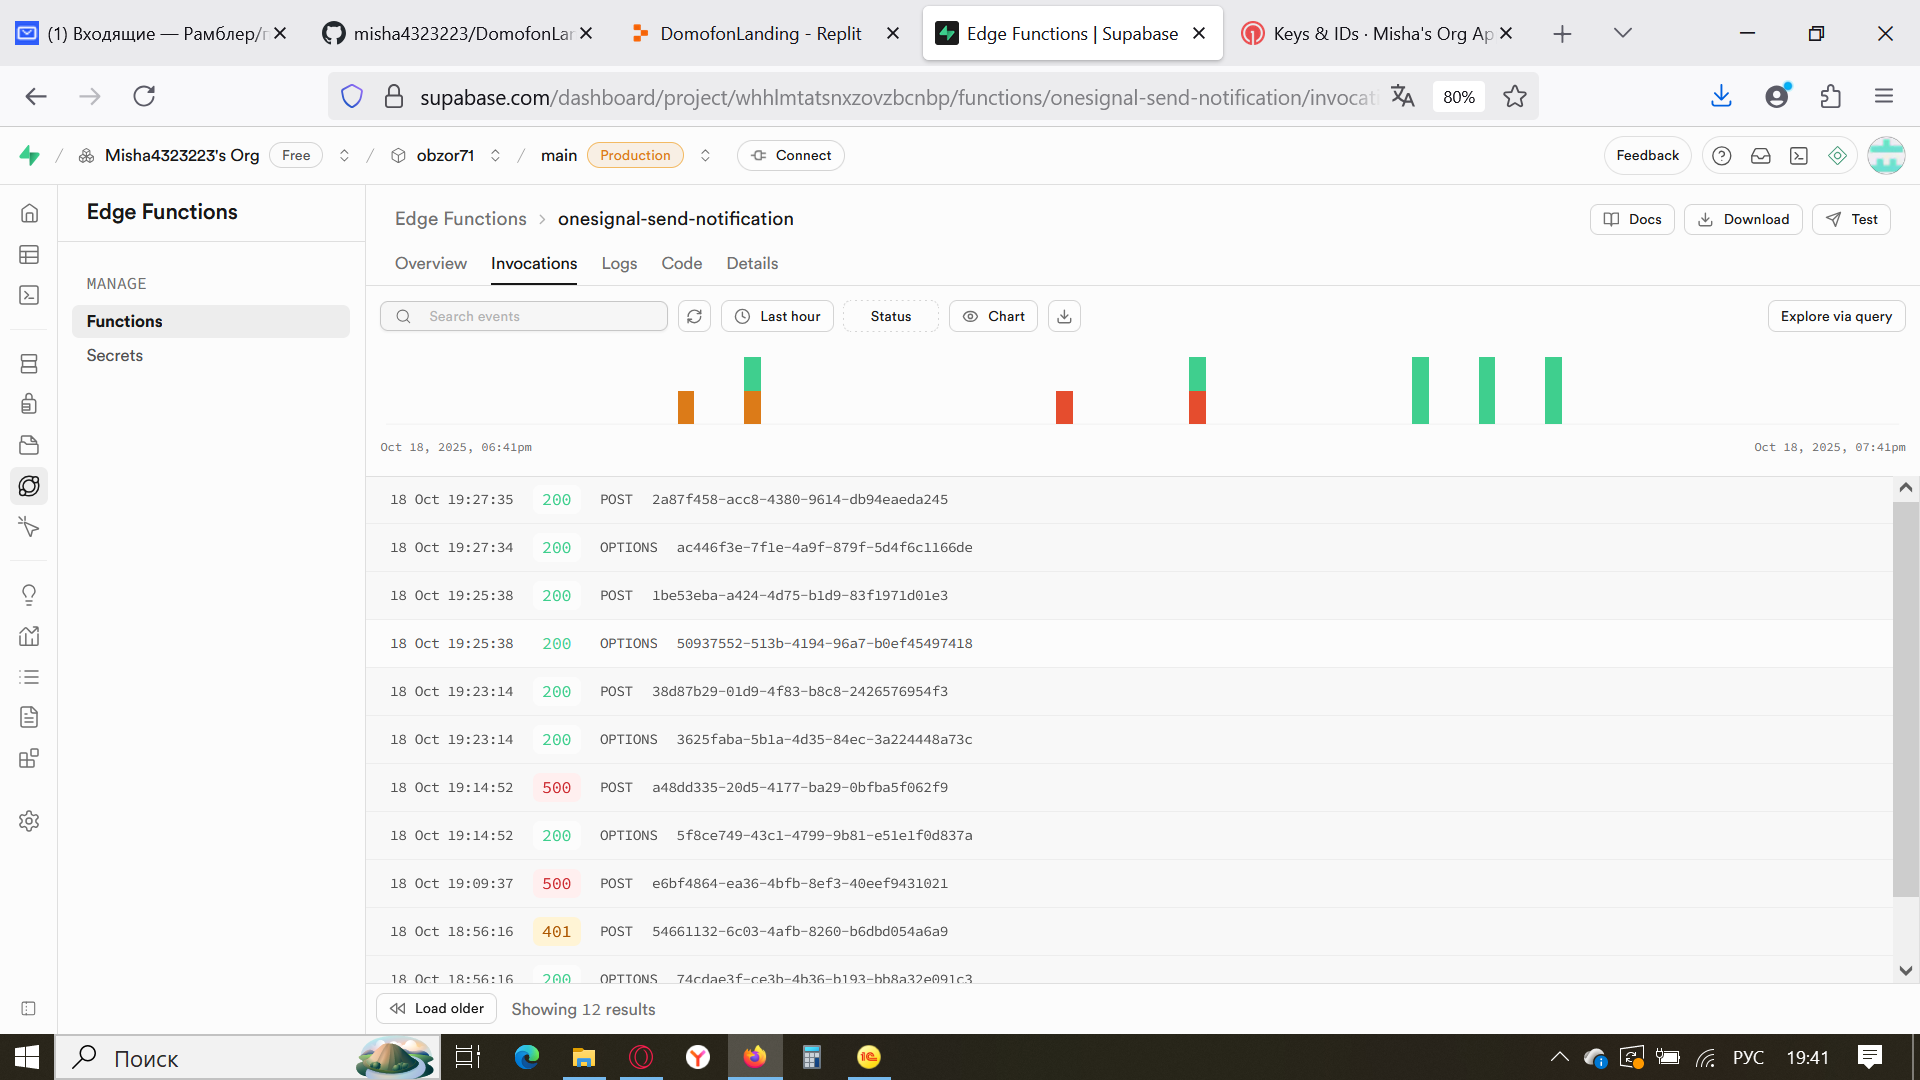 (1) Входящие — Рамблер/п
misha4323223/DomofonLan
DomofonLanding - Replit
Edge Functions | Supabase
Keys & IDs · Misha's Org Ap
supabase.com/dashboard/project/whhlmtatsnxzovzbcnbp/functions/onesignal-send-notification/invocati
80%
/ Misha4323223's Org Free / obzor71 / main Production Connect
Feedback
Edge Functions
MANAGE
Functions
Secrets
Edge Functions > onesignal-send-notification
Docs Download Test
Overview Invocations Logs Code Details
Search events Last hour Status Chart Explore via query
Oct 18, 2025, 06:41pm Oct 18, 2025, 07:41pm
18 Oct 19:27:35 200 POST 2a87f458-acc8-4380-9614-db94eaeda245
18 Oct 19:27:34 200 OPTIONS ac446f3e-7f1e-4a9f-879f-5d4f6c1166de
18 Oct 19:25:38 200 POST 1be53eba-a424-4d75-b1d9-83f1971d01e3
18 Oct 19:25:38 200 OPTIONS 50937552-513b-4194-96a7-b0ef45497418
18 Oct 19:23:14 200 POST 38d87b29-01d9-4f83-b8c8-2426576954f3
18 Oct 19:23:14 200 OPTIONS 3625faba-5b1a-4d35-84ec-3a224448a73c
18 Oct 19:14:52 500 POST a48dd335-20d5-4177-ba29-0bfba5f062f9
18 Oct 19:14:52 200 OPTIONS 5f8ce749-43c1-4799-9b81-e51e1f0d837a
18 Oct 19:09:37 500 POST e6bf4864-ea36-4bfb-8ef3-40eef9431021
18 Oct 18:56:16 401 POST 54661132-6c03-4afb-8260-b6dbd054a6a9
18 Oct 18:56:16 200 OPTIONS 74cdae3f-ce3b-4b36-b193-bb8a32e091c3
Load older Showing 12 results
Поиск
РУС 19:41